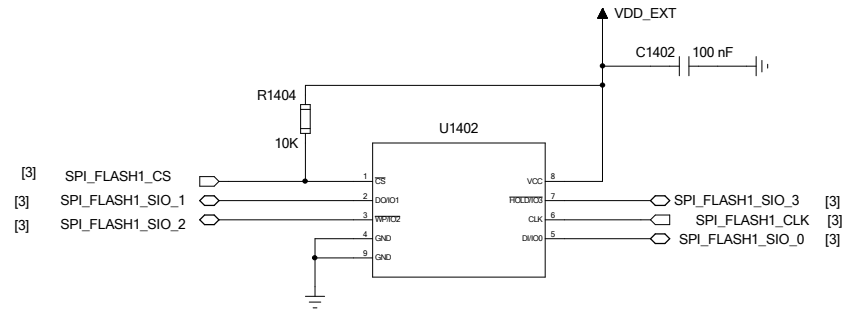 VDD_EXT
C1402 100 nF
R1404
10K
U1402
[3] SPI_FLASH1_CS 1 CS VCC 8
[3] SPI_FLASH1_SIO_1 2 DO/IO1 HOLD/IO3 7 SPI_FLASH1_SIO_3 [3]
[3] SPI_FLASH1_SIO_2 3 WP/IO2 CLK 6 SPI_FLASH1_CLK [3]
4 GND DI/IO0 5 SPI_FLASH1_SIO_0 [3]
9 GND